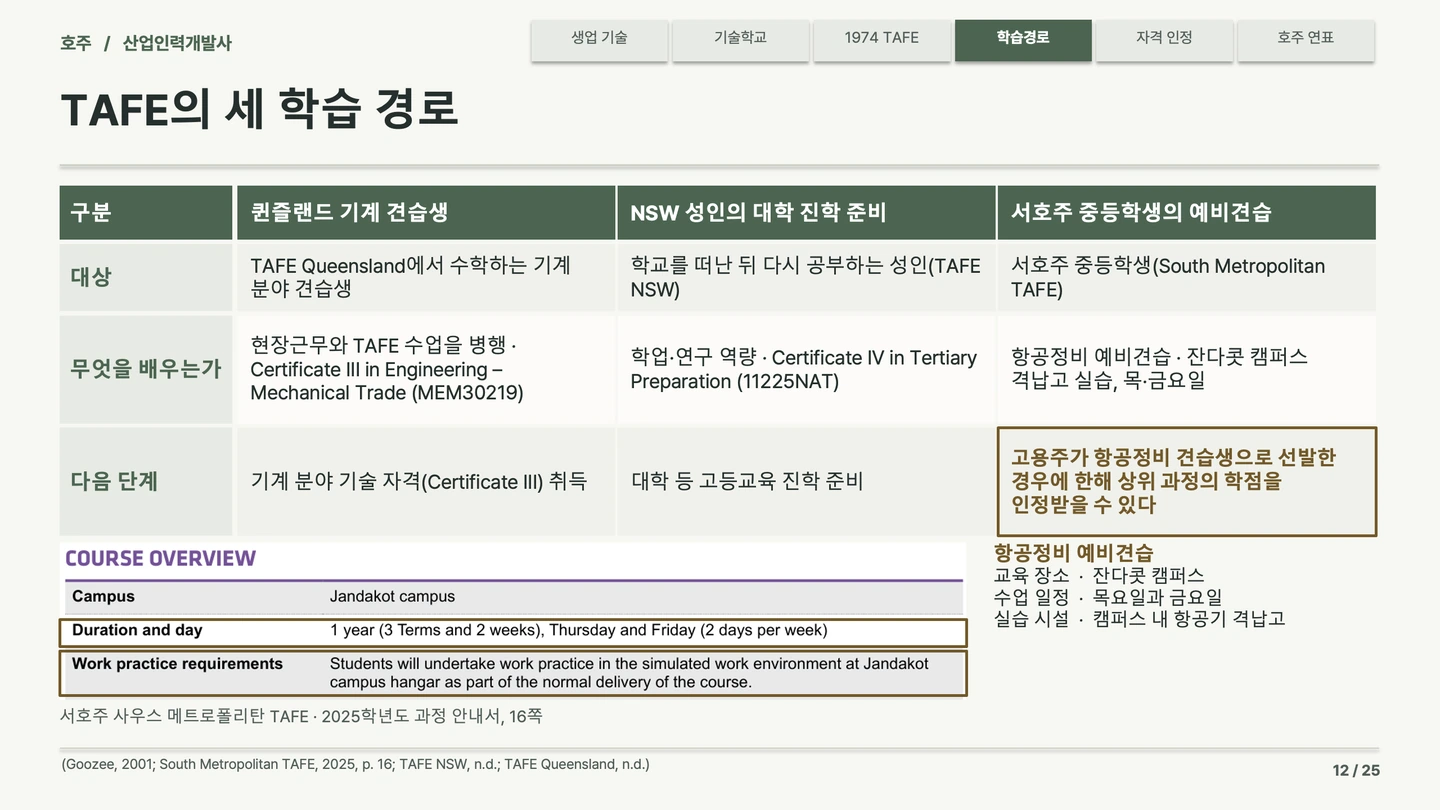 호주 / 산업인력개발사
생업 기술
기술학교
1974 TAFE
학습경로
자격 인정
호주 연표
TAFE의 세 학습 경로
구분
퀸즐랜드 기계 견습생
NSW 성인의 대학 진학 준비
서호주 중등학생의 예비견습
대상
TAFE Queensland에서 수학하는 기계
분야 견습생
학교를 떠난 뒤 다시 공부하는 성인(TAFE
NSW)
서호주 중등학생(South Metropolitan
TAFE)
무엇을 배우는가
현장근무와 TAFE 수업을 병행 ·
Certificate III in Engineering –
Mechanical Trade (MEM30219)
학업·연구 역량 · Certificate IV in Tertiary
Preparation (11225NAT)
항공정비 예비견습 · 잔다콧 캠퍼스
격납고 실습, 목·금요일
다음 단계
기계 분야 기술 자격(Certificate III) 취득
대학 등 고등교육 진학 준비
고용주가 항공정비 견습생으로 선발한
경우에 한해 상위 과정의 학점을
인정받을 수 있다
COURSE OVERVIEW
Campus
Jandakot campus
Duration and day
1 year (3 Terms and 2 weeks), Thursday and Friday (2 days per week)
Work practice requirements
Students will undertake work practice in the simulated work environment at Jandakot
campus hangar as part of the normal delivery of the course.
항공정비 예비견습
교육 장소 · 잔다콧 캠퍼스
수업 일정 · 목요일과 금요일
실습 시설 · 캠퍼스 내 항공기 격납고
서호주 사우스 메트로폴리탄 TAFE · 2025학년도 과정 안내서, 16쪽
(Goozee, 2001; South Metropolitan TAFE, 2025, p. 16; TAFE NSW, n.d.; TAFE Queensland, n.d.)
12 / 25